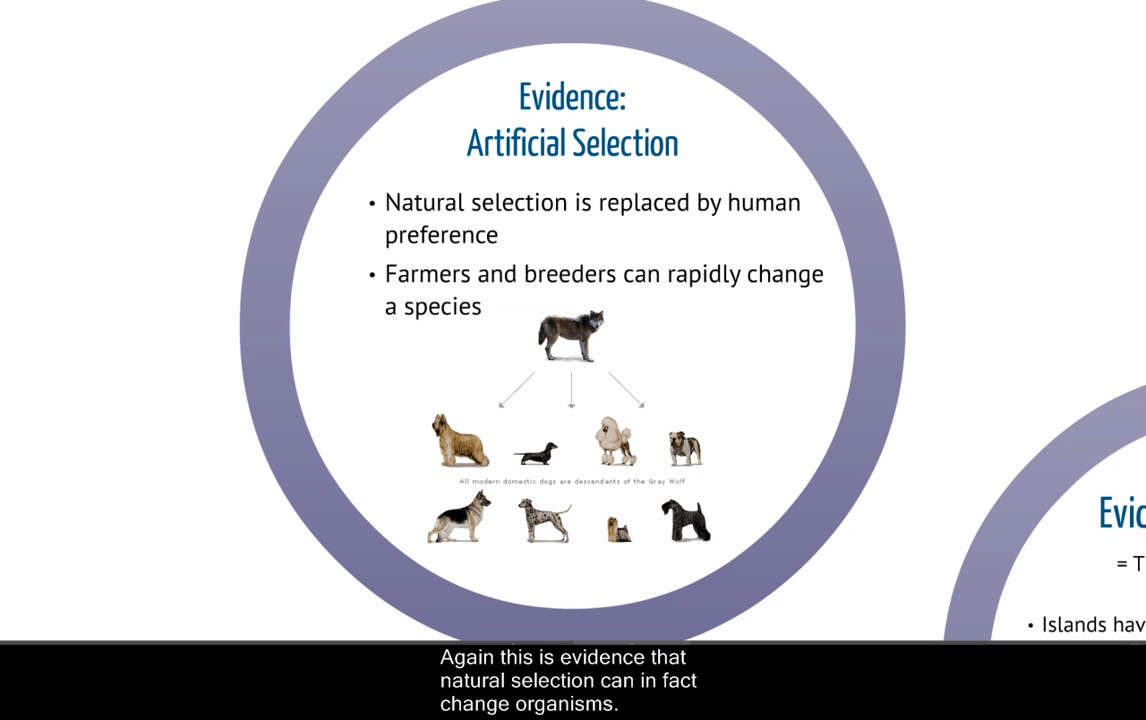 Evidence:
Artificial Selection
• Natural selection is replaced by human
preference
• Farmers and breeders can rapidly change
a species
All modern domestic dogs are descendants of the Gray Wolf
Evic
= T
• Islands hav
Again this is evidence that
natural selection can in fact
change organisms.